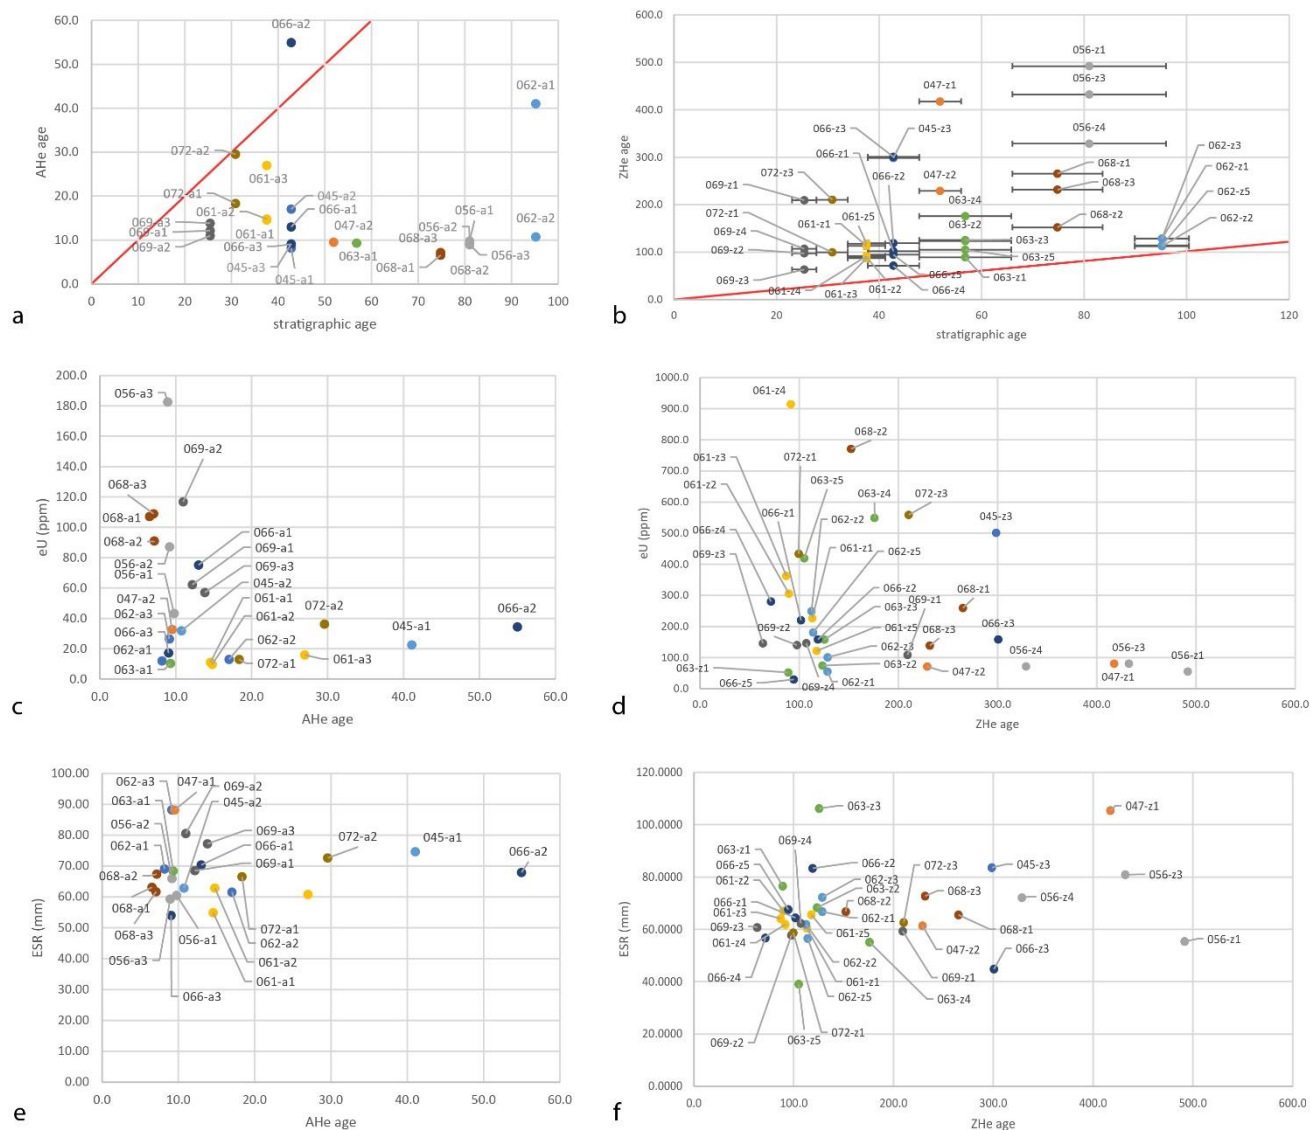 60.0
50.0
40.0
30.0
20.0
10.0
0.0
AHe age
066-a2
062-a1
072-a2
061-a3
072-a1
061-a2
045-a2
066-a1
069-a3
069-a1
069-a2
061-a1
066-a3
045-a3
045-a1
047-a2
063-a1
068-a3
068-a1
056-a2
056-a1
056-a3
068-a2
062-a2
0 10 20 30 40 50 60 70 80 90 100
stratigraphic age
a
600.0
500.0
400.0
300.0
200.0
100.0
0.0
ZHe age
056-z1
056-z3
047-z1
056-z4
066-z3
045-z3
066-z1
066-z2
062-z3
062-z1
062-z5
062-z2
068-z1
068-z3
068-z2
072-z3
069-z1
047-z2
063-z4
063-z2
072-z1
061-z1
061-z5
069-z4
069-z2
069-z3
061-z4
061-z3
061-z2
066-z5
066-z4
063-z3
063-z5
063-z1
0 20 40 60 80 100 120
stratigraphic age
b
200.0
180.0
160.0
140.0
120.0
100.0
80.0
60.0
40.0
20.0
0.0
eU (ppm)
056-a3
069-a2
068-a3
068-a1
068-a2
056-a2
056-a1
047-a2
062-a3
066-a3
062-a1
063-a1
066-a1
069-a1
069-a3
045-a2
061-a1
061-a2
062-a2
072-a1
072-a2
061-a3
045-a1
066-a2
0.0 10.0 20.0 30.0 40.0 50.0 60.0
AHe age
c
1000.0
900.0
800.0
700.0
600.0
500.0
400.0
300.0
200.0
100.0
0.0
eU (ppm)
061-z4
068-z2
061-z3
072-z1
061-z2
063-z5
063-z4
072-z3
066-z1
062-z2
045-z3
066-z4
061-z1
062-z5
069-z3
066-z2
069-z1
068-z1
063-z3
069-z2
061-z5
068-z3
066-z3
062-z3
063-z1
063-z2
047-z2
056-z4
056-z3
056-z1
066-z5
069-z4
062-z1
047-z1
0.0 100.0 200.0 300.0 400.0 500.0 600.0
ZHe age
d
100.00
90.00
80.00
70.00
60.00
50.00
40.00
30.00
20.00
10.00
0.00
ESR (mm)
062-a3
047-a1
069-a2
063-a1
045-a2
056-a2
069-a3
062-a1
066-a1
068-a2
069-a1
072-a2
045-a1
066-a2
068-a1
068-a3
056-a1
072-a1
062-a2
056-a3
061-a2
061-a1
066-a3
0.0 10.0 20.0 30.0 40.0 50.0 60.0
AHe age
e
120.0000
100.0000
80.0000
60.0000
40.0000
20.0000
0.0000
ESR (mm)
063-z3
047-z1
069-z4
063-z1
066-z5
066-z2
072-z3
045-z3
056-z3
061-z2
062-z3
063-z2
068-z3
056-z4
066-z1
068-z2
061-z3
062-z1
068-z1
069-z3
061-z5
047-z2
056-z1
061-z4
062-z2
069-z1
066-z3
066-z4
061-z1
062-z5
063-z4
069-z2
063-z5
072-z1
0.0 100.0 200.0 300.0 400.0 500.0 600.0
ZHe age
f